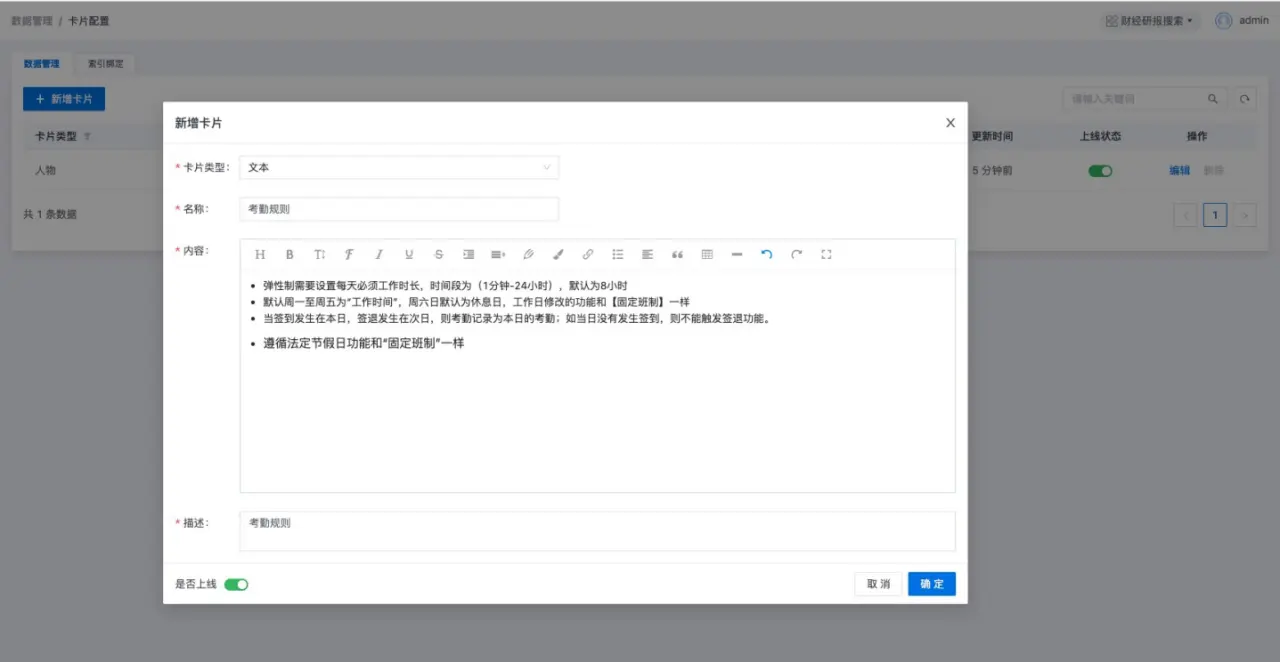 数据管理 / 卡片配置
财经研报搜索
admin
数据管理
索引绑定
+ 新增卡片
请输入关键词
卡片类型
更新时间
上线状态
操作
人物
5 分钟前
编辑
删除
共 1 条数据
1
新增卡片
* 卡片类型:
文本
* 名称:
考勤规则
* 内容:
• 弹性制需要设置每天必须工作时长，时间段为（1分钟-24小时），默认为8小时
• 默认周一至周五为“工作时间”，周六日默认为休息日，工作日修改的功能和【固定班制】一样
• 当签到发生在本日，签退发生在次日，则考勤记录为本日的考勤；如当日没有发生签到，则不能触发签退功能。
• 遵循法定节假日功能和“固定班制”一样
* 描述:
考勤规则
是否上线
取 消
确 定